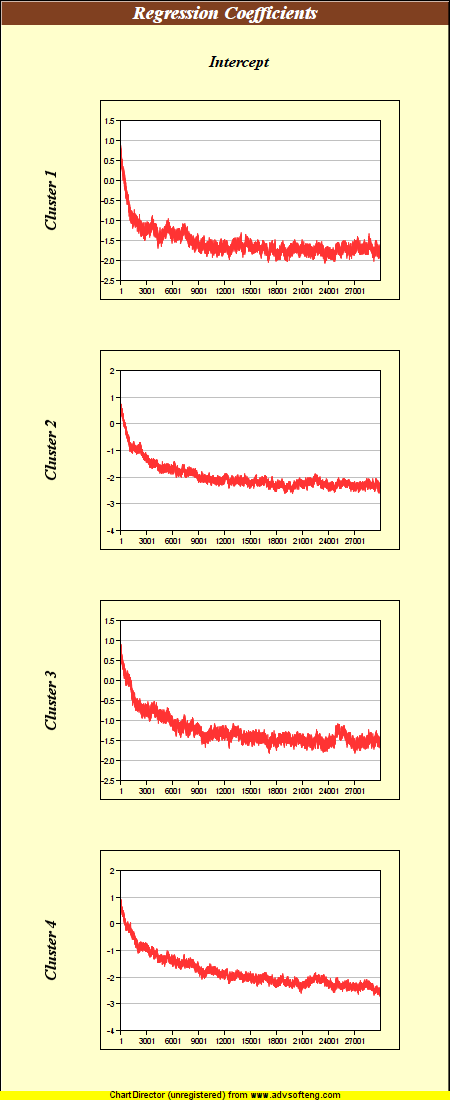 Regression Coefficients
Intercept
Cluster 1
1.5
1.0
0.5
0.0
-0.5
-1.0
-1.5
-2.0
-2.5
1 3001 6001 9001 12001 15001 18001 21001 24001 27001
Cluster 2
2
1
0
-1
-2
-3
-4
1 3001 6001 9001 12001 15001 18001 21001 24001 27001
Cluster 3
1.5
1.0
0.5
0.0
-0.5
-1.0
-1.5
-2.0
-2.5
1 3001 6001 9001 12001 15001 18001 21001 24001 27001
Cluster 4
2
1
0
-1
-2
-3
-4
1 3001 6001 9001 12001 15001 18001 21001 24001 27001
ChartDirector (unregistered) from www.advsofteng.com